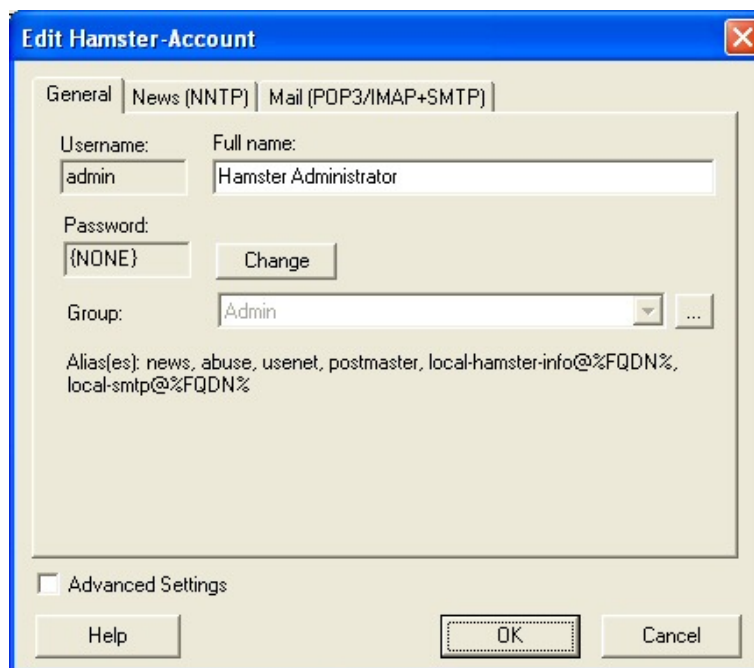 Edit Hamster-Account
General News (NNTP) Mail (POP3/IMAP+SMTP)
Username: Full name:
admin Hamster Administrator
Password:
{NONE} Change
Group: Admin ...
Alias(es): news, abuse, usenet, postmaster, local-hamster-info@%FQDN%,
local-smtp@%FQDN%
Advanced Settings
Help OK Cancel